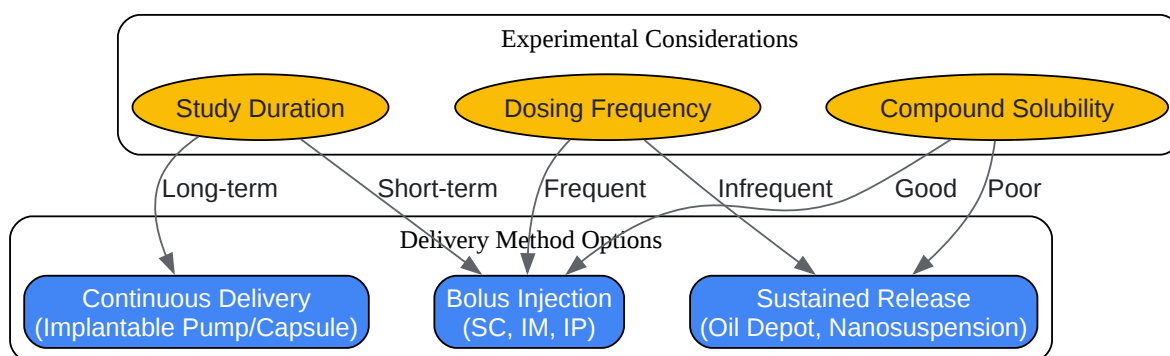 Experimental Considerations
Study Duration
Dosing Frequency
Compound Solubility
Long-term
Short-term
Frequent
Infrequent
Good
Poor
Delivery Method Options
Continuous Delivery
(Implantable Pump/Capsule)
Bolus Injection
(SC, IM, IP)
Sustained Release
(Oil Depot, Nanosuspension)